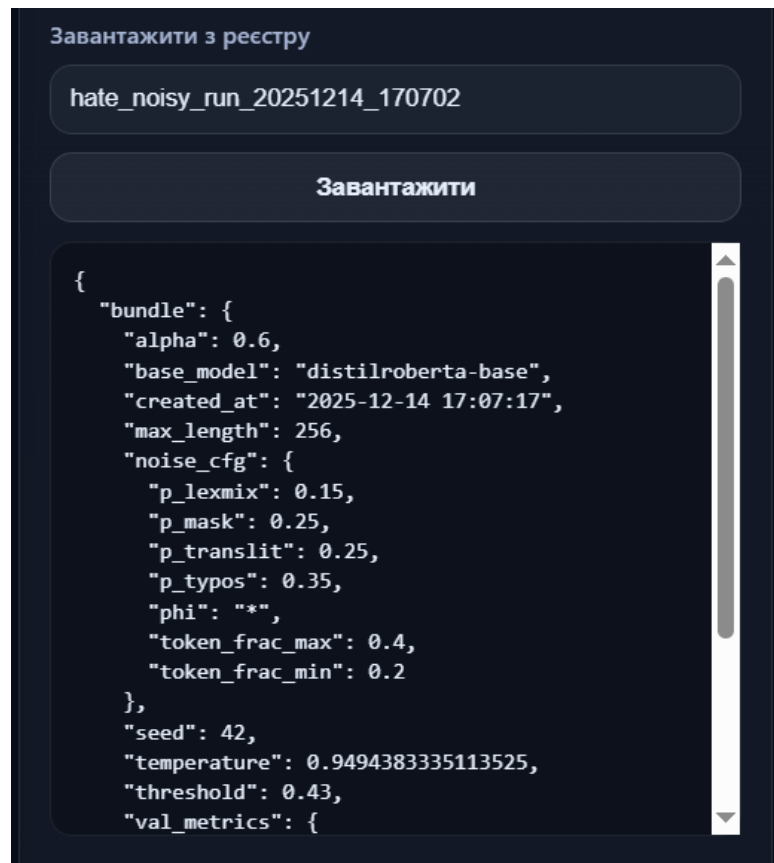 Завантажити з реєстру
hate_noisy_run_20251214_170702
Завантажити
{
  "bundle": {
    "alpha": 0.6,
    "base_model": "distilroberta-base",
    "created_at": "2025-12-14 17:07:17",
    "max_length": 256,
    "noise_cfg": {
      "p_lexmix": 0.15,
      "p_mask": 0.25,
      "p_translit": 0.25,
      "p_typos": 0.35,
      "phi": "*",
      "token_frac_max": 0.4,
      "token_frac_min": 0.2
    },
    "seed": 42,
    "temperature": 0.9494383335113525,
    "threshold": 0.43,
    "val_metrics": {